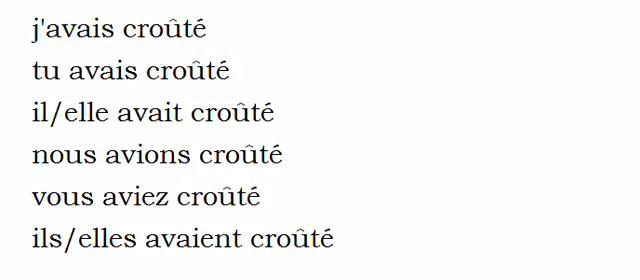 j'avais croûté
tu avais croûté
il/elle avait croûté
nous avions croûté
vous aviez croûté
ils/elles avaient croûté